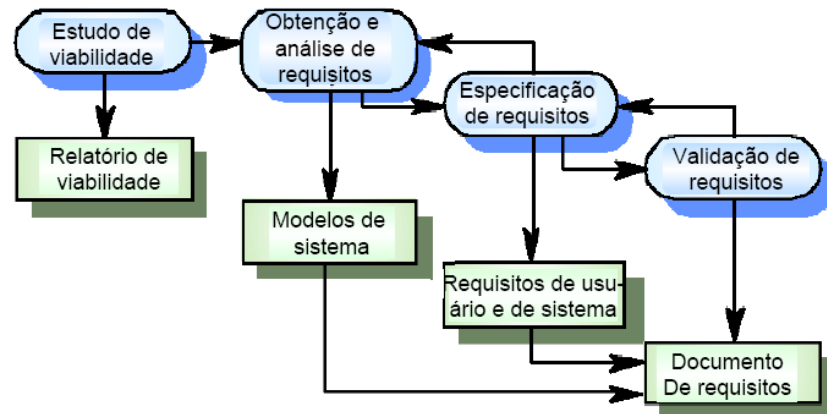 Estudo de
viabilidade
Obtenção e
análise de
requisitos
Especificação
de requisitos
Validação de
requisitos
Relatório de
viabilidade
Modelos de
sistema
Requisitos de usu-
ário e de sistema
Documento
De requisitos